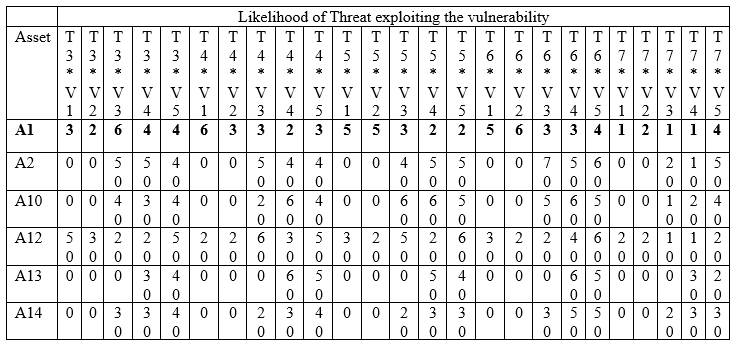 Likelihood of Threat exploiting the vulnerability
Asset T3*V1 T3*V2 T3*V3 T3*V4 T3*V5 T4*V1 T4*V2 T4*V3 T4*V4 T4*V5 T5*V1 T5*V2 T5*V3 T5*V4 T5*V5 T6*V1 T6*V2 T6*V3 T6*V4 T6*V5 T7*V1 T7*V2 T7*V3 T7*V4 T7*V5
A1 3 2 6 4 4 6 3 3 2 3 5 5 3 2 2 5 6 3 3 4 1 2 1 1 4
A2 0 0 50 50 40 0 0 50 40 40 0 0 40 50 50 0 0 70 50 60 0 0 20 10 50
A10 0 0 40 30 40 0 0 20 60 40 0 0 60 60 50 0 0 50 60 50 0 0 10 20 40
A12 50 30 20 20 50 20 20 60 30 50 30 20 50 20 60 30 20 20 40 60 20 20 10 10 20
A13 0 0 0 30 40 0 0 0 60 50 0 0 0 50 40 0 0 0 60 50 0 0 0 30 20
A14 0 0 30 30 40 0 0 20 30 40 0 0 20 30 30 0 0 30 50 50 0 0 20 30 30